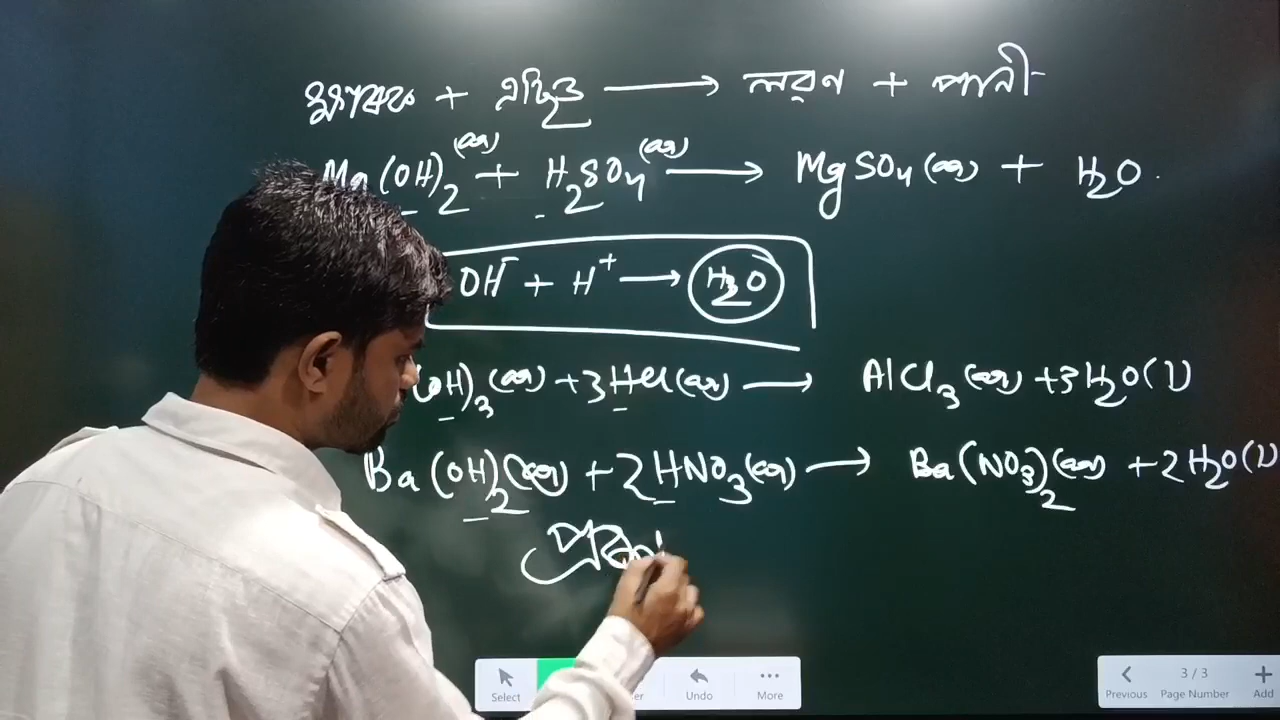 ক্ষারক + এসিড ⟶ লবণ + পানী
Mg(OH)₂(aq) + H₂SO₄(aq) ⟶ MgSO₄(aq) + H₂O.
OH⁻ + H⁺ ⟶ H₂O
OH)₃(aq) + 3HCl(aq) ⟶ AlCl₃(aq) + 3H₂O(l)
Ba(OH)₂(aq) + 2HNO₃(aq) ⟶ Ba(NO₃)₂(aq) + 2H₂O(l)
Select Undo More
Previous 3/3 Page Number Add